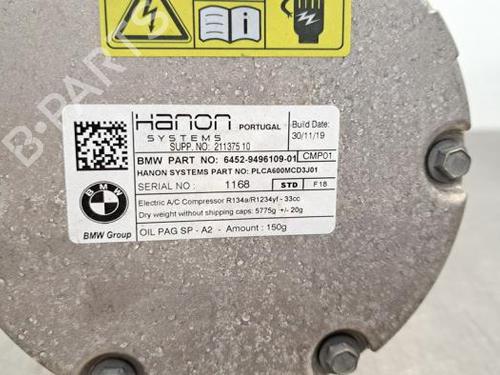 Hanon
SYSTEMS
PORTUGAL
Build Date:
30/11/19
SUPP. NO: 21137510
BMW PART NO: 6452-9496109-01 CMP01
HANON SYSTEMS PART NO: PLCA600MCD3J01
SERIAL NO : 1168 STD F18
Electric A/C Compressor R134a/R1234yf - 33cc
Dry weight without shipping caps: 5775g +/- 20g
BMW Group
OIL PAG SP - A2 - Amount : 150g
B PARTS